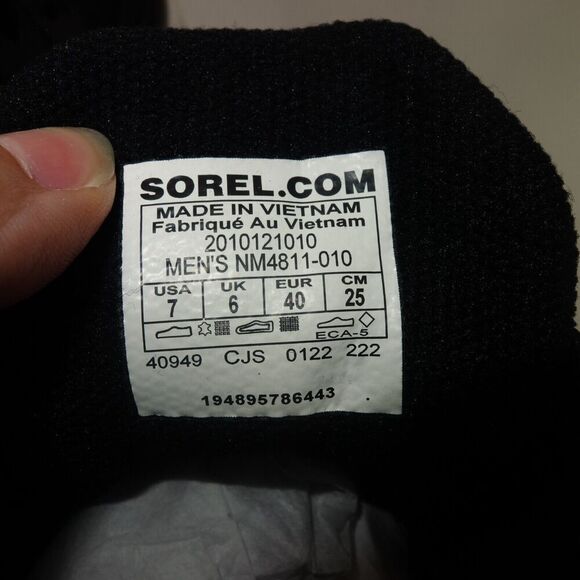 SOREL.COM
MADE IN VIETNAM
Fabriqué Au Vietnam
2010121010
MEN'S NM4811-010
USA UK EUR CM
7 6 40 25
ECA-5
40949 CJS 0122 222
194895786443